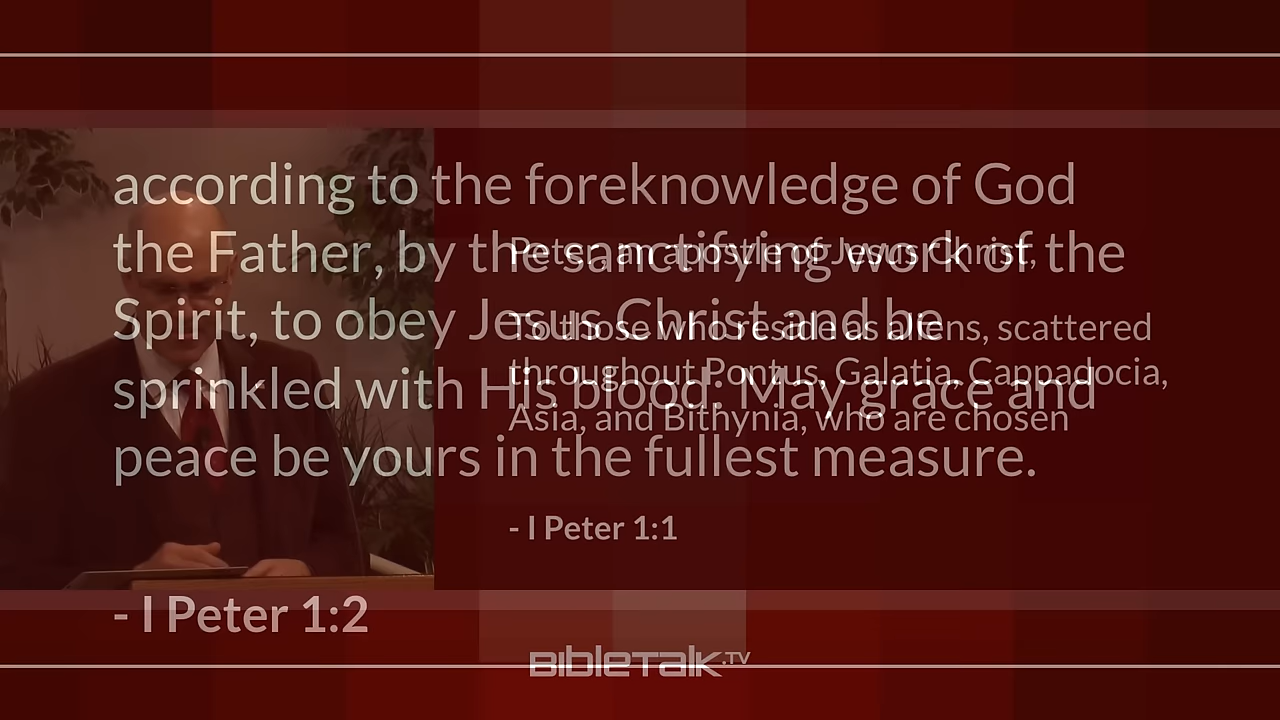 according to the foreknowledge of God
the Father, by the sanctifying work of the
Spirit, to obey Jesus Christ and be
sprinkled with His blood: May grace and
peace be yours in the fullest measure.
- I Peter 1:2
Peter, an apostle of Jesus Christ,
To those who reside as aliens, scattered
throughout Pontus, Galatia, Cappadocia,
Asia, and Bithynia, who are chosen
- I Peter 1:1
BibleTalk.TV